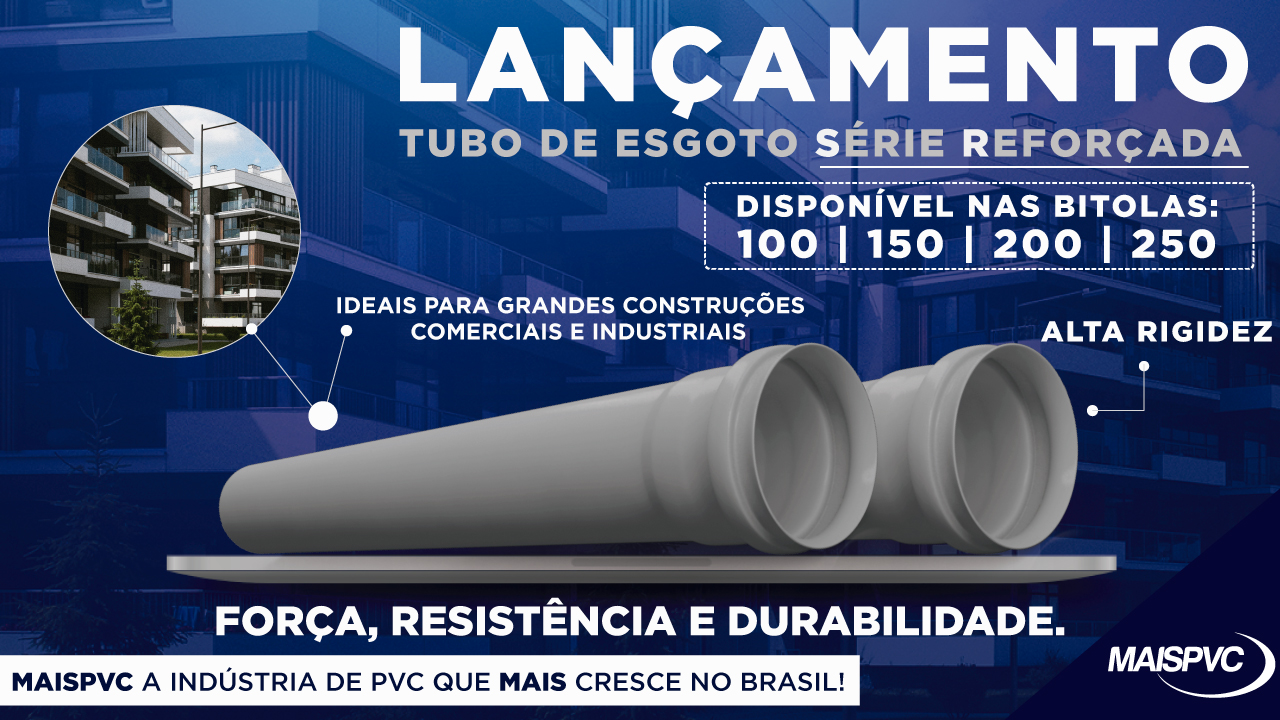 LANÇAMENTO
TUBO DE ESGOTO SÉRIE REFORÇADA
DISPONÍVEL NAS BITOLAS:
100 | 150 | 200 | 250
IDEAIS PARA GRANDES CONSTRUÇÕES
COMERCIAIS E INDUSTRIAIS
ALTA RIGIDEZ
FORÇA, RESISTÊNCIA E DURABILIDADE.
MAISPVC A INDÚSTRIA DE PVC QUE MAIS CRESCE NO BRASIL!
MAISPVC